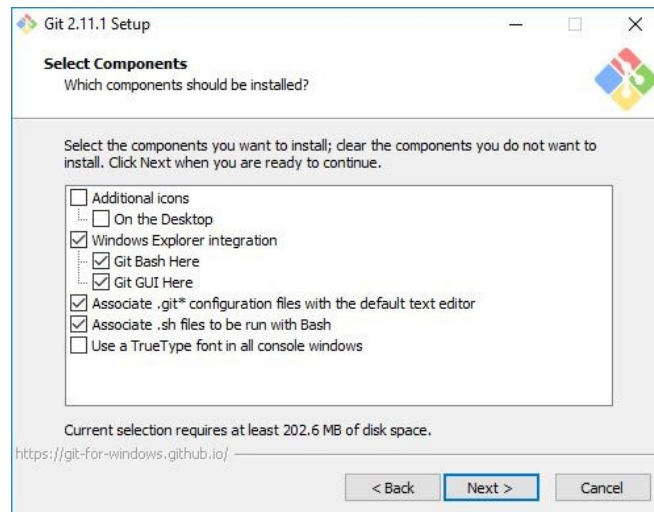 Git 2.11.1 Setup
Select Components
Which components should be installed?
Select the components you want to install; clear the components you do not want to
install. Click Next when you are ready to continue.
Additional icons
On the Desktop
Windows Explorer integration
Git Bash Here
Git GUI Here
Associate .git* configuration files with the default text editor
Associate .sh files to be run with Bash
Use a TrueType font in all console windows
Current selection requires at least 202.6 MB of disk space.
https://git-for-windows.github.io/
< Back Next > Cancel